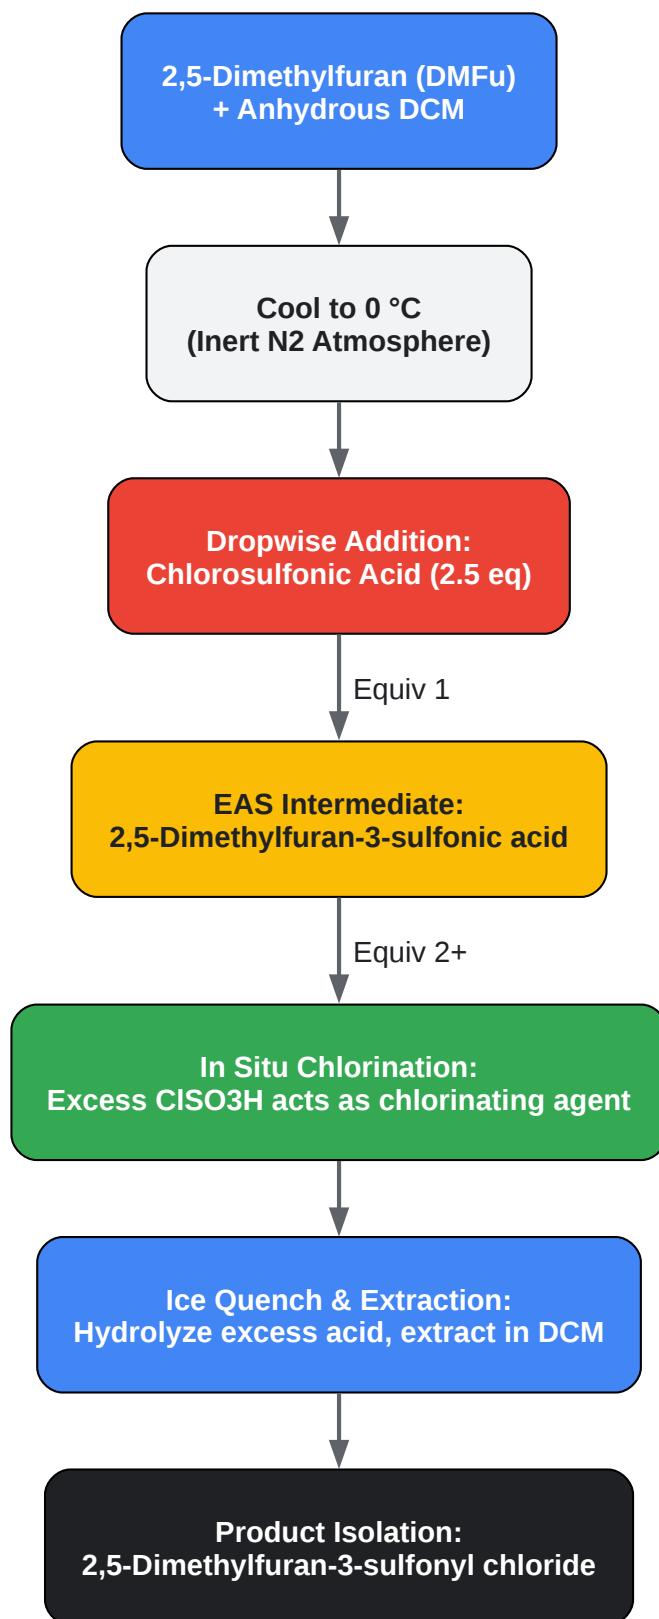 2,5-Dimethylfuran (DMFu)
+ Anhydrous DCM
Cool to 0 °C
(Inert N2 Atmosphere)
Dropwise Addition:
Chlorosulfonic Acid (2.5 eq)
Equiv 1
EAS Intermediate:
2,5-Dimethylfuran-3-sulfonic acid
Equiv 2+
In Situ Chlorination:
Excess ClSO3H acts as chlorinating agent
Ice Quench & Extraction:
Hydrolyze excess acid, extract in DCM
Product Isolation:
2,5-Dimethylfuran-3-sulfonyl chloride